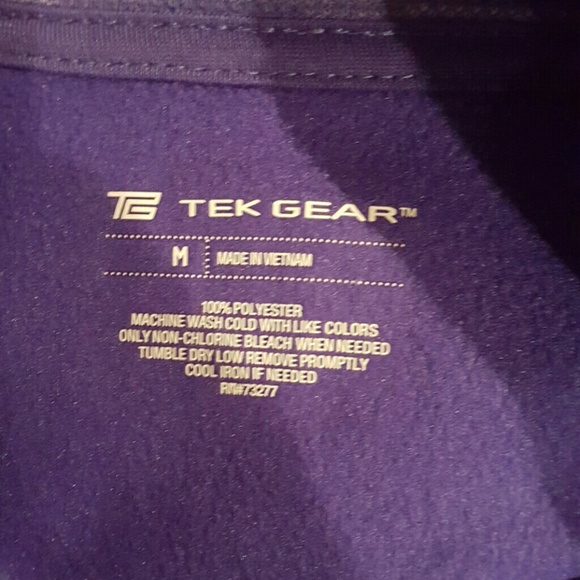 TG TEK GEAR™
M MADE IN VIETNAM
100% POLYESTER
MACHINE WASH COLD WITH LIKE COLORS
ONLY NON-CHLORINE BLEACH WHEN NEEDED
TUMBLE DRY LOW REMOVE PROMPTLY
COOL IRON IF NEEDED
RN#73277